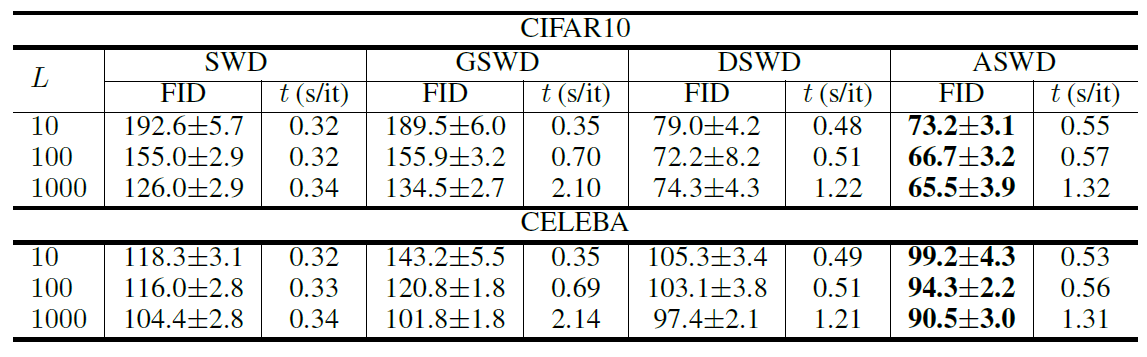 CIFAR10
L SWD GSWD DSWD ASWD
FID t (s/it) FID t (s/it) FID t (s/it) FID t (s/it)
10 192.6±5.7 0.32 189.5±6.0 0.35 79.0±4.2 0.48 73.2±3.1 0.55
100 155.0±2.9 0.32 155.9±3.2 0.70 72.2±8.2 0.51 66.7±3.2 0.57
1000 126.0±2.9 0.34 134.5±2.7 2.10 74.3±4.3 1.22 65.5±3.9 1.32
CELEBA
10 118.3±3.1 0.32 143.2±5.5 0.35 105.3±3.4 0.49 99.2±4.3 0.53
100 116.0±2.8 0.33 120.8±1.8 0.69 103.1±3.8 0.51 94.3±2.2 0.56
1000 104.4±2.8 0.34 101.8±1.8 2.14 97.4±2.1 1.21 90.5±3.0 1.31